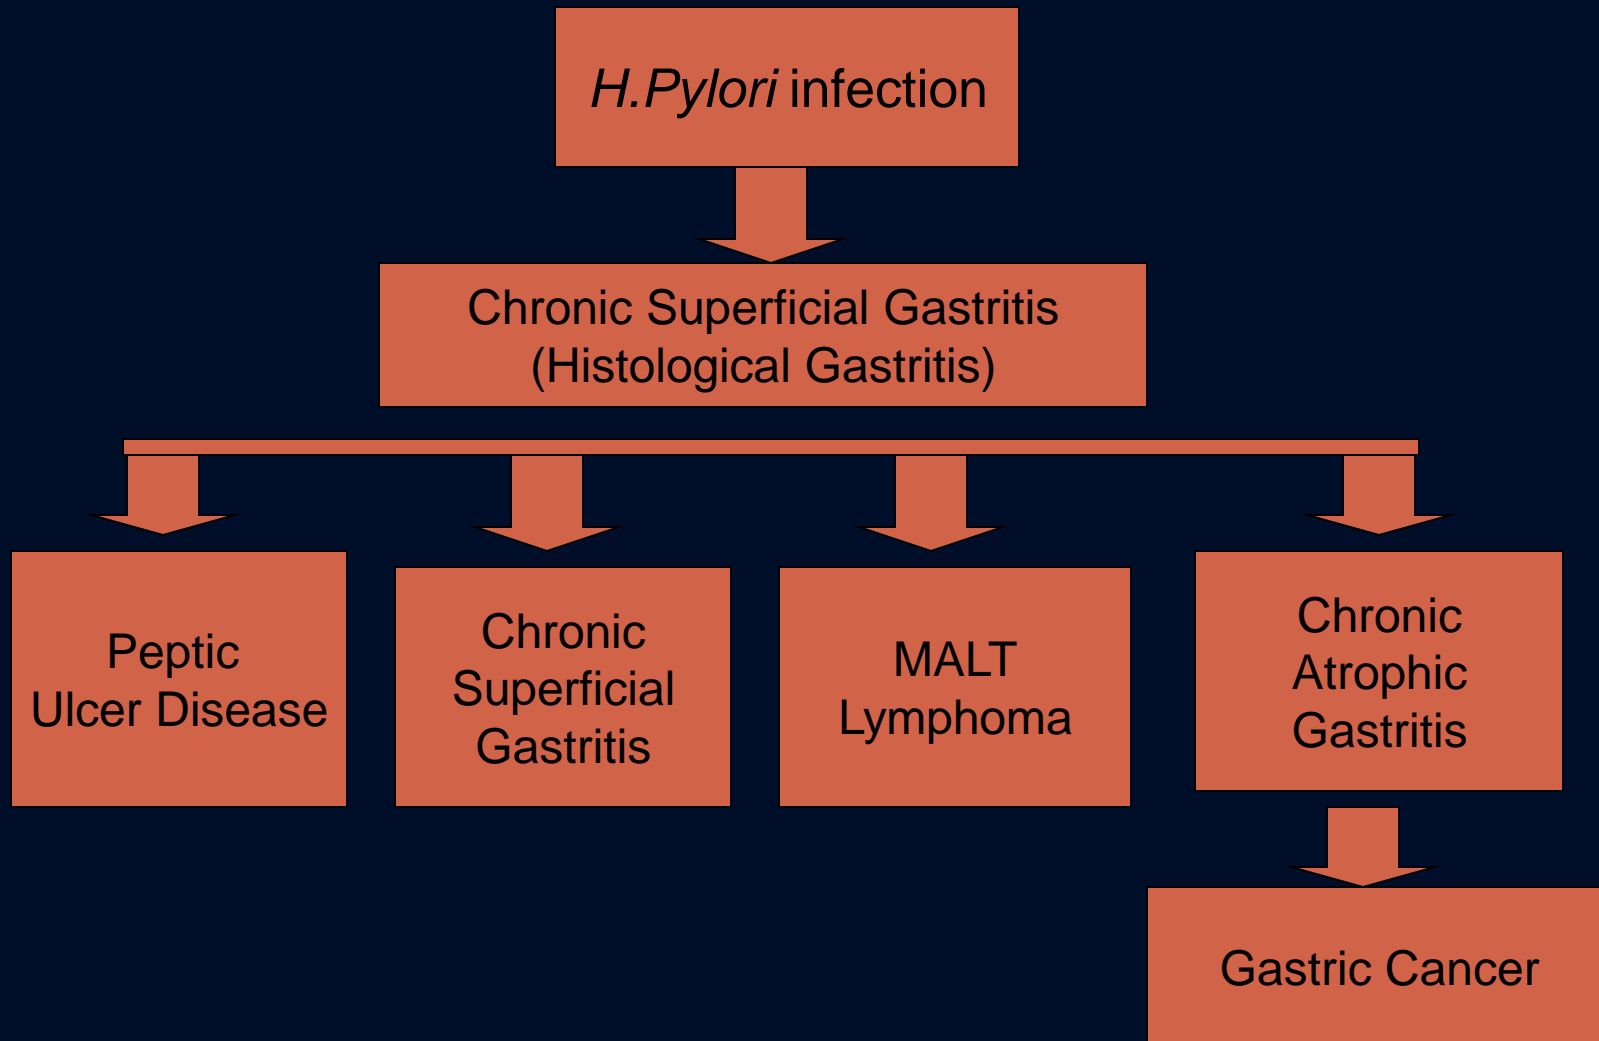 H.Pylori infection
Chronic Superficial Gastritis
(Histological Gastritis)
Peptic
Ulcer Disease
Chronic
Superficial
Gastritis
MALT
Lymphoma
Chronic
Atrophic
Gastritis
Gastric Cancer